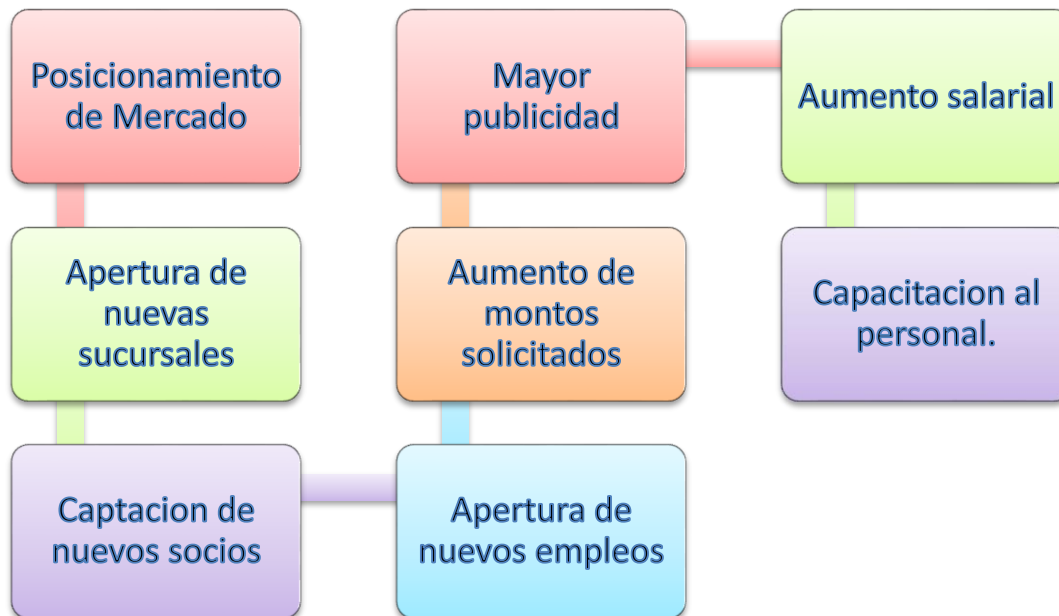 Posicionamiento
de Mercado
Apertura de
nuevas
sucursales
Captacion de
nuevos socios
Apertura de
nuevos empleos
Aumento de
montos
solicitados
Mayor
publicidad
Aumento salarial
Capacitacion al
personal.